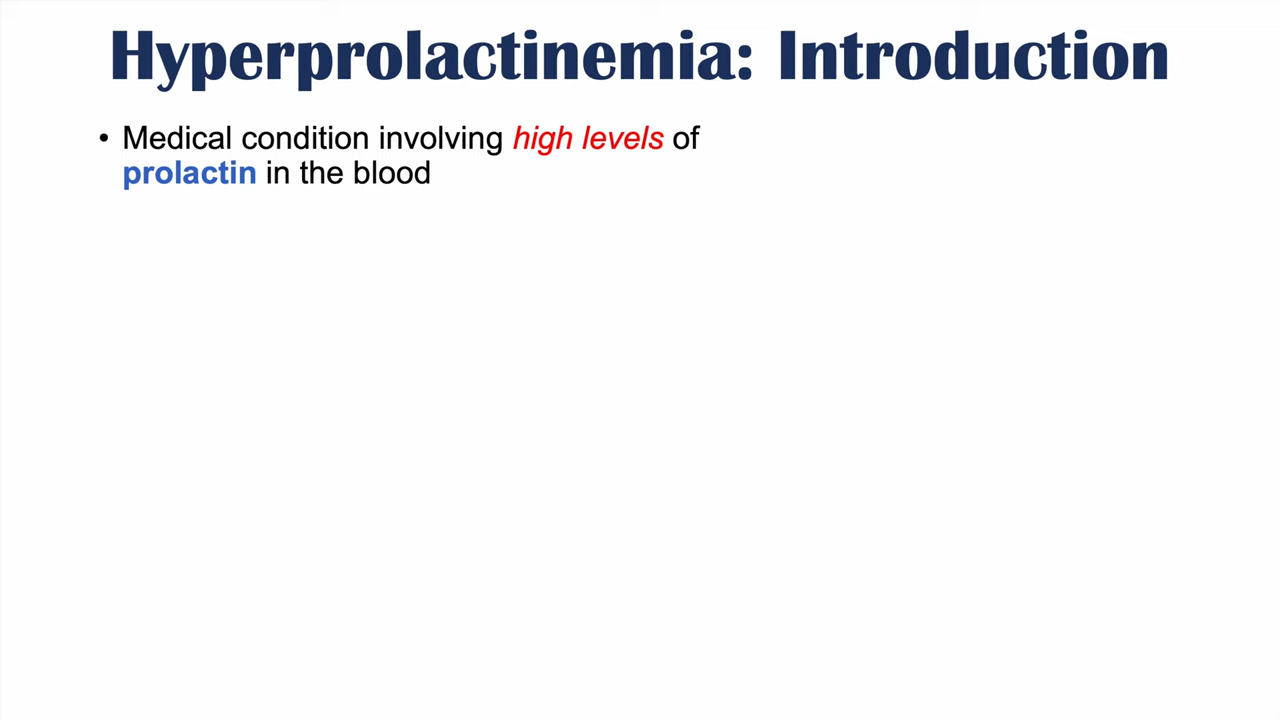 Hyperprolactinemia: Introduction
• Medical condition involving high levels of
prolactin in the blood